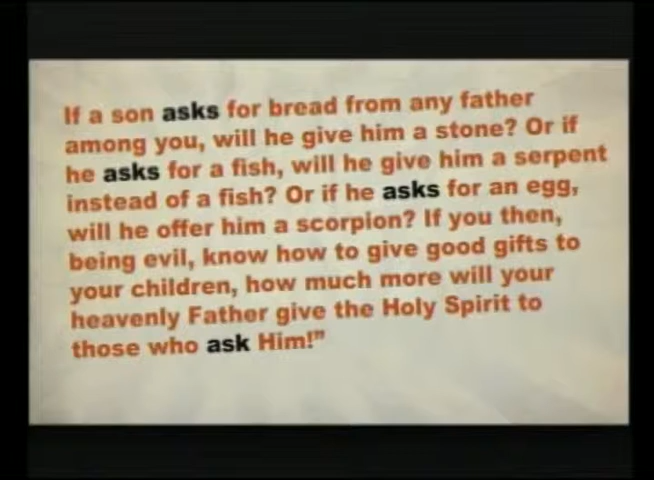 If a son asks for bread from any father
among you, will he give him a stone? Or if
he asks for a fish, will he give him a serpent
instead of a fish? Or if he asks for an egg,
will he offer him a scorpion? If you then,
being evil, know how to give good gifts to
your children, how much more will your
heavenly Father give the Holy Spirit to
those who ask Him!”